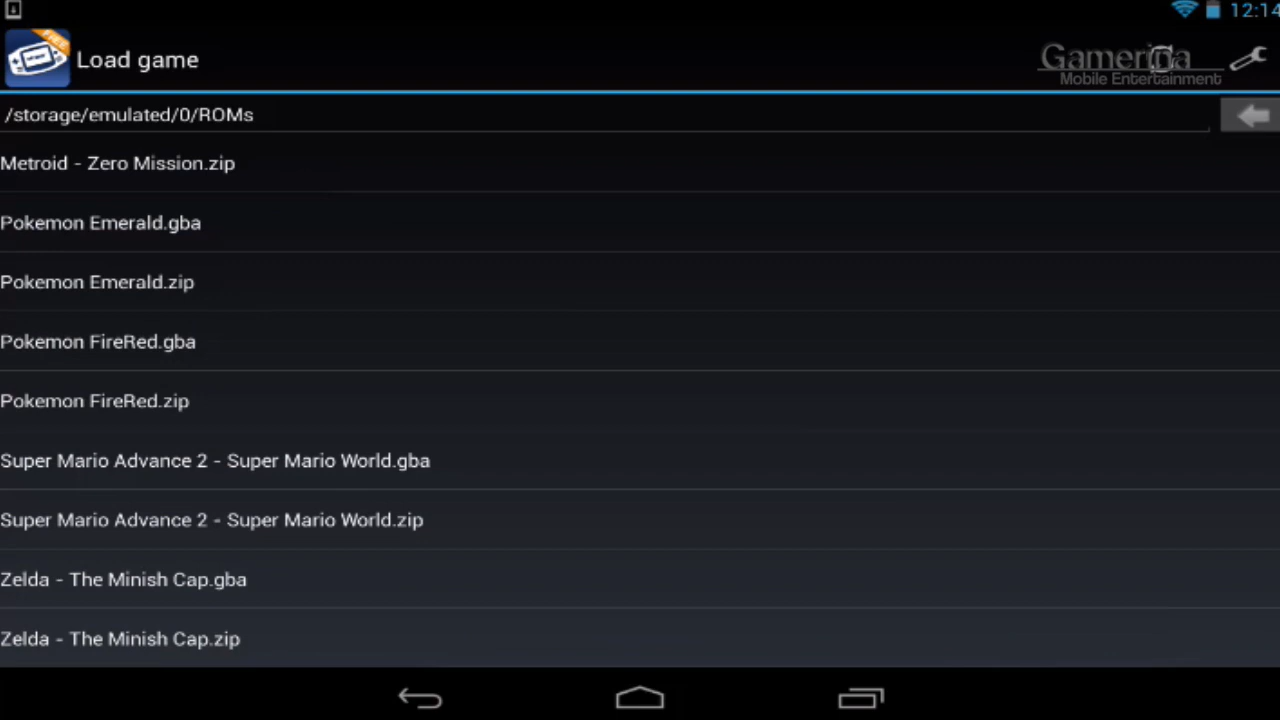 12:14
Load game
Gamerina
Mobile Entertainment
/storage/emulated/0/ROMs
Metroid - Zero Mission.zip
Pokemon Emerald.gba
Pokemon Emerald.zip
Pokemon FireRed.gba
Pokemon FireRed.zip
Super Mario Advance 2 - Super Mario World.gba
Super Mario Advance 2 - Super Mario World.zip
Zelda - The Minish Cap.gba
Zelda - The Minish Cap.zip